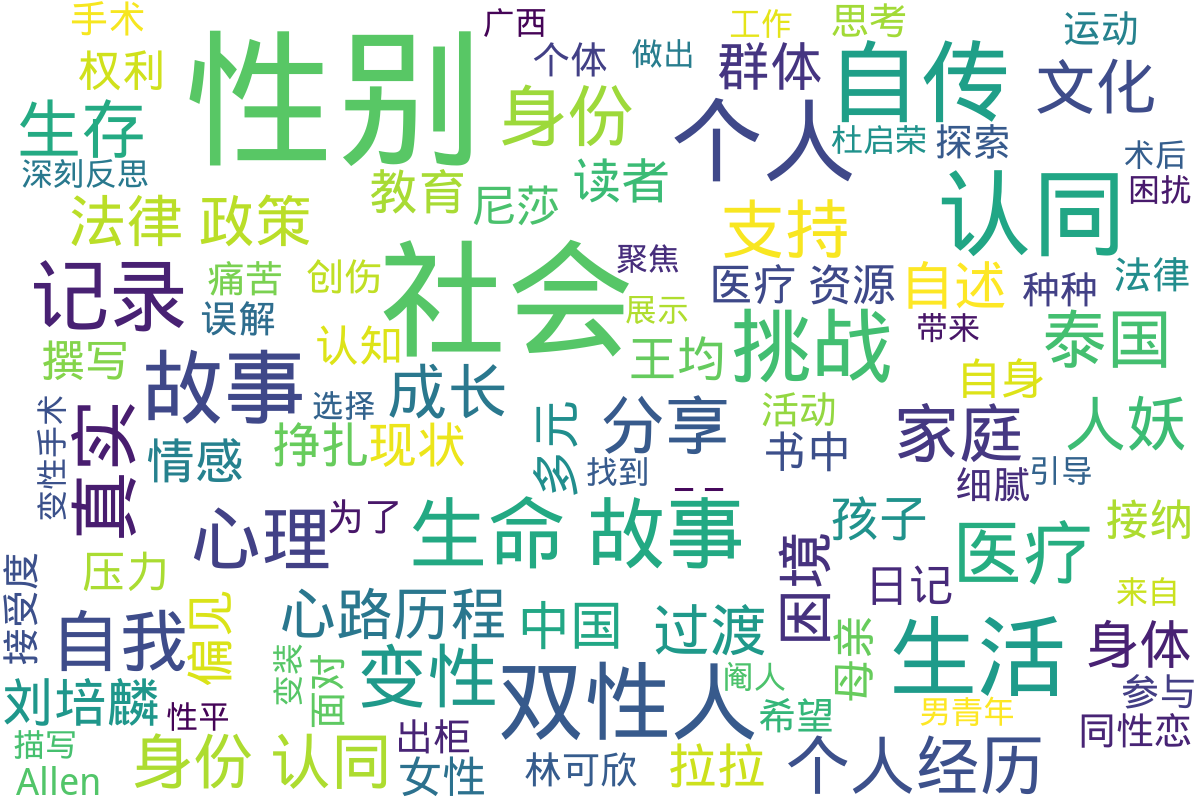 手术
广西
工作
思考
运动
权利
性别
个体
做出
群体
自传
文化
生存
身份
个人
杜启荣
探索
术后
深刻反思
教育
尼莎
读者
认同
困扰
法律 政策
支持
社会
聚焦
记录
痛苦
创伤
医疗 资源
自述
种种
法律
误解
展示
带来
撰写
认知
王均
挑战
泰国
故事
成长
自身
选择
分享
活动
家庭
人妖
真实
变性手术
情感
挣扎
现状
多元
找到
书中
细腻
引导
心理
为了
生命 故事
孩子
医疗
接纳
压力
困境
日记
来自
接受度
自我
偏见
心路历程
中国
过渡
母亲
生活
身体
刘培麟
性平
变装
面对
变性
双性人
阉人
希望
男青年
参与
同性恋
描写
Allen
身份 认同
出柜
女性
林可欣
拉拉
个人经历